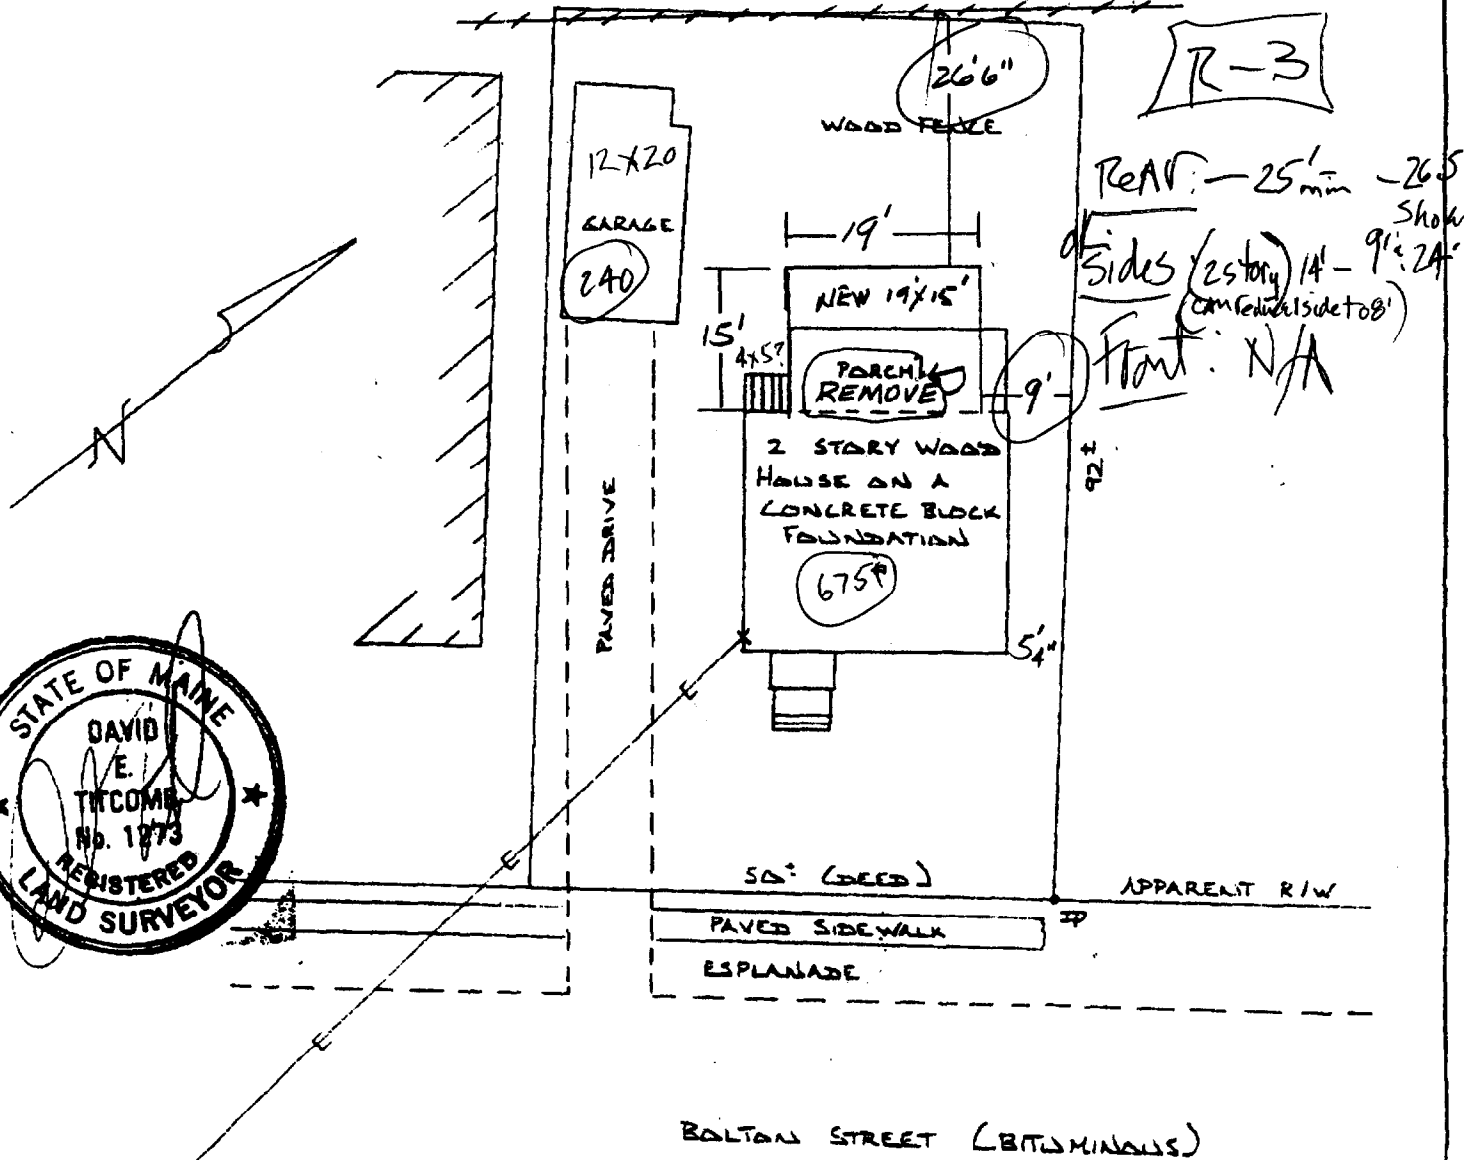 26'6"
R-3
WOOD FENCE
12X20
GARAGE
240
ReAr: - 25' min - 26.5
Show
19'
Sides (2 story) 14' - 9' & 24'
(CAN reduce 1 side to 8')
NEW 19'X15'
15'
4x5?
PORCH
REMOVE
9'
Front: N/A
N
2 STORY WOOD
HOUSE ON A
CONCRETE BLOCK
FOUNDATION
92±
PAVED DRIVE
675
5'4"
STATE OF MAINE
DAVID
E.
TITCOMB
No. 1273
REGISTERED
LAND SURVEYOR
E
E
E
50± (DEED)
APPARENT R/W
IP
PAVED SIDEWALK
ESPLANADE
BOLTON STREET (BITUMINOUS)